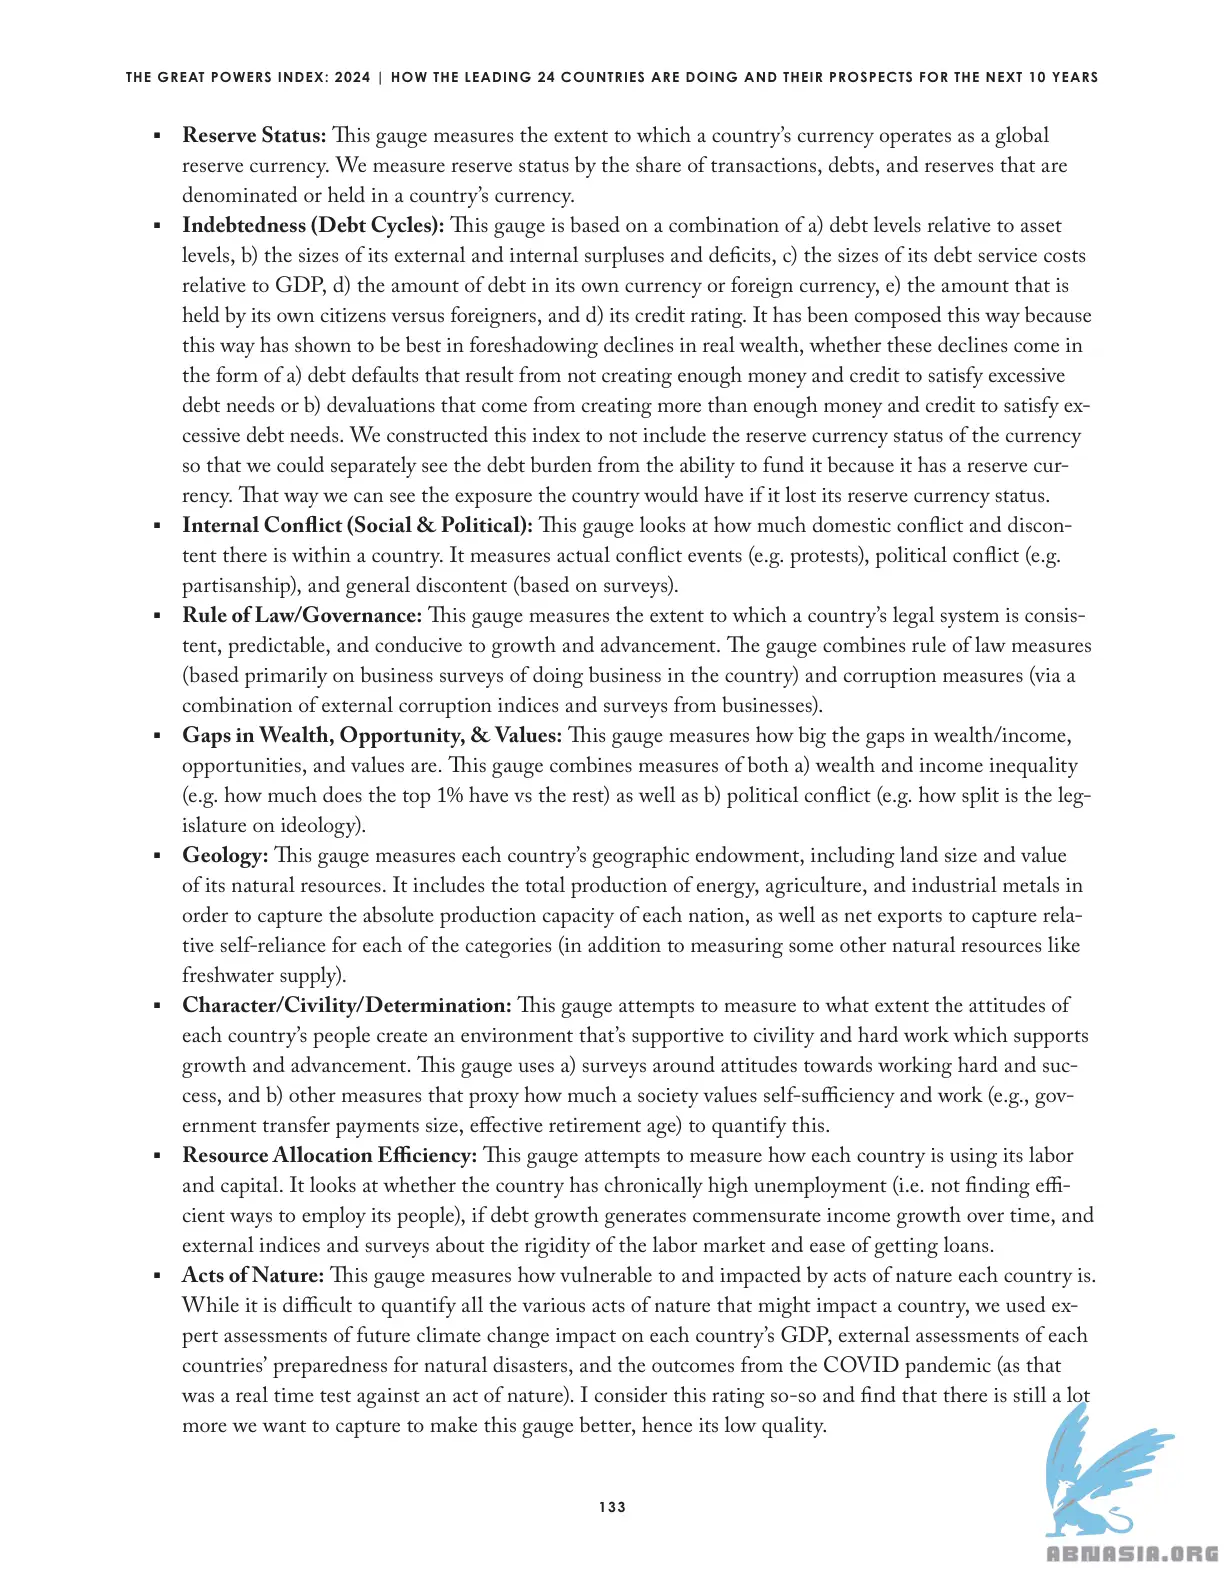 THE GREAT POWERS INDEX: 2024 | HOW THE LEADING 24 COUNTRIES ARE DOING AND THEIR PROSPECTS FOR THE NEXT 10 YEARS
▪ Reserve Status: This gauge measures the extent to which a country’s currency operates as a global
reserve currency. We measure reserve status by the share of transactions, debts, and reserves that are
denominated or held in a country’s currency.
▪ Indebtedness (Debt Cycles): This gauge is based on a combination of a) debt levels relative to asset
levels, b) the sizes of its external and internal surpluses and deficits, c) the sizes of its debt service costs
relative to GDP, d) the amount of debt in its own currency or foreign currency, e) the amount that is
held by its own citizens versus foreigners, and d) its credit rating. It has been composed this way because
this way has shown to be best in foreshadowing declines in real wealth, whether these declines come in
the form of a) debt defaults that result from not creating enough money and credit to satisfy excessive
debt needs or b) devaluations that come from creating more than enough money and credit to satisfy ex-
cessive debt needs. We constructed this index to not include the reserve currency status of the currency
so that we could separately see the debt burden from the ability to fund it because it has a reserve cur-
rency. That way we can see the exposure the country would have if it lost its reserve currency status.
▪ Internal Conflict (Social & Political): This gauge looks at how much domestic conflict and discon-
tent there is within a country. It measures actual conflict events (e.g. protests), political conflict (e.g.
partisanship), and general discontent (based on surveys).
▪ Rule of Law/Governance: This gauge measures the extent to which a country’s legal system is consis-
tent, predictable, and conducive to growth and advancement. The gauge combines rule of law measures
(based primarily on business surveys of doing business in the country) and corruption measures (via a
combination of external corruption indices and surveys from businesses).
▪ Gaps in Wealth, Opportunity, & Values: This gauge measures how big the gaps in wealth/income,
opportunities, and values are. This gauge combines measures of both a) wealth and income inequality
(e.g. how much does the top 1% have vs the rest) as well as b) political conflict (e.g. how split is the leg-
islature on ideology).
▪ Geology: This gauge measures each country’s geographic endowment, including land size and value
of its natural resources. It includes the total production of energy, agriculture, and industrial metals in
order to capture the absolute production capacity of each nation, as well as net exports to capture rela-
tive self-reliance for each of the categories (in addition to measuring some other natural resources like
freshwater supply).
▪ Character/Civility/Determination: This gauge attempts to measure to what extent the attitudes of
each country’s people create an environment that’s supportive to civility and hard work which supports
growth and advancement. This gauge uses a) surveys around attitudes towards working hard and suc-
cess, and b) other measures that proxy how much a society values self-sufficiency and work (e.g., gov-
ernment transfer payments size, effective retirement age) to quantify this.
▪ Resource Allocation Efficiency: This gauge attempts to measure how each country is using its labor
and capital. It looks at whether the country has chronically high unemployment (i.e. not finding effi-
cient ways to employ its people), if debt growth generates commensurate income growth over time, and
external indices and surveys about the rigidity of the labor market and ease of getting loans.
▪ Acts of Nature: This gauge measures how vulnerable to and impacted by acts of nature each country is.
While it is difficult to quantify all the various acts of nature that might impact a country, we used ex-
pert assessments of future climate change impact on each country’s GDP, external assessments of each
countries’ preparedness for natural disasters, and the outcomes from the COVID pandemic (as that
was a real time test against an act of nature). I consider this rating so-so and find that there is still a lot
more we want to capture to make this gauge better, hence its low quality.
133
ABNASIA.ORG